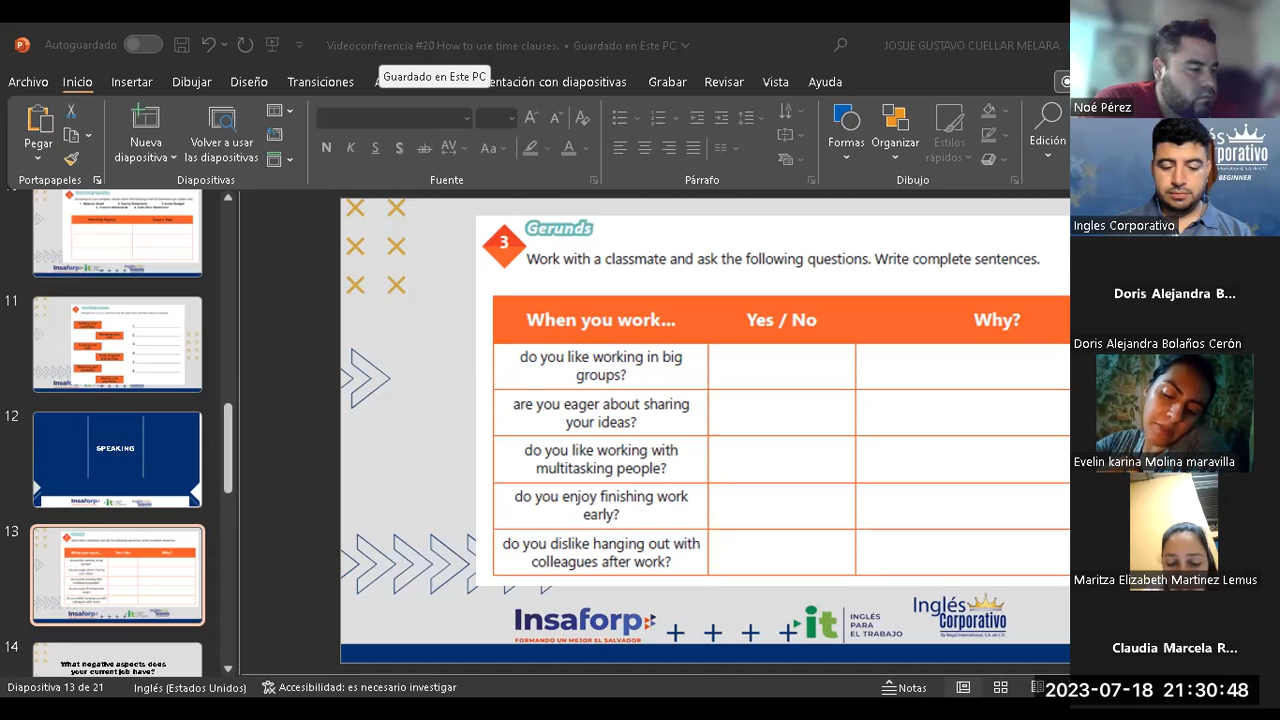 Autoguardado
Videoconferencia #20 How to use time clauses. • Guardado en Este PC
JOSUE GUSTAVO CUELLAR MELARA
Guardado en Este PC
Archivo Inicio Insertar Dibujar Diseño Transiciones entación con diapositivas Grabar Revisar Vista Ayuda
Pegar
Nueva diapositiva
Volver a usar las diapositivas
Formas
Organizar
Estilos rápidos
Edición
Portapapeles Diapositivas Fuente Párrafo Dibujo
11
12
SPEAKING
13
14
What negative aspects does
your current job have?
3
Gerunds
Work with a classmate and ask the following questions. Write complete sentences.
When you work... Yes / No Why?
do you like working in big
groups?
are you eager about sharing
your ideas?
do you like working with
multitasking people?
do you enjoy finishing work
early?
do you dislike hanging out with
colleagues after work?
Insaforp
FORMANDO UN MEJOR EL SALVADOR
it
INGLÉS
PARA
EL TRABAJO
Inglés
Corporativo
By Regal International, S.A. de C.V.
Diapositiva 13 de 21 Inglés (Estados Unidos) Accesibilidad: es necesario investigar Notas
Noé Pérez
BEGINNER
Ingles Corporativo
Doris Alejandra B...
Doris Alejandra Bolaños Cerón
Evelin karina Molina maravilla
Maritza Elizabeth Martinez Lemus
Claudia Marcela R...
2023-07-18 21:30:48